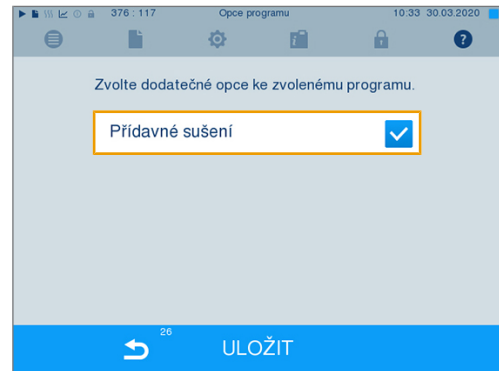 376 : 117 Opce programu 10:33 30.03.2020
Zvolte dodatečné opce ke zvolenému programu.
Přídavné sušení
26
ULOŽIT